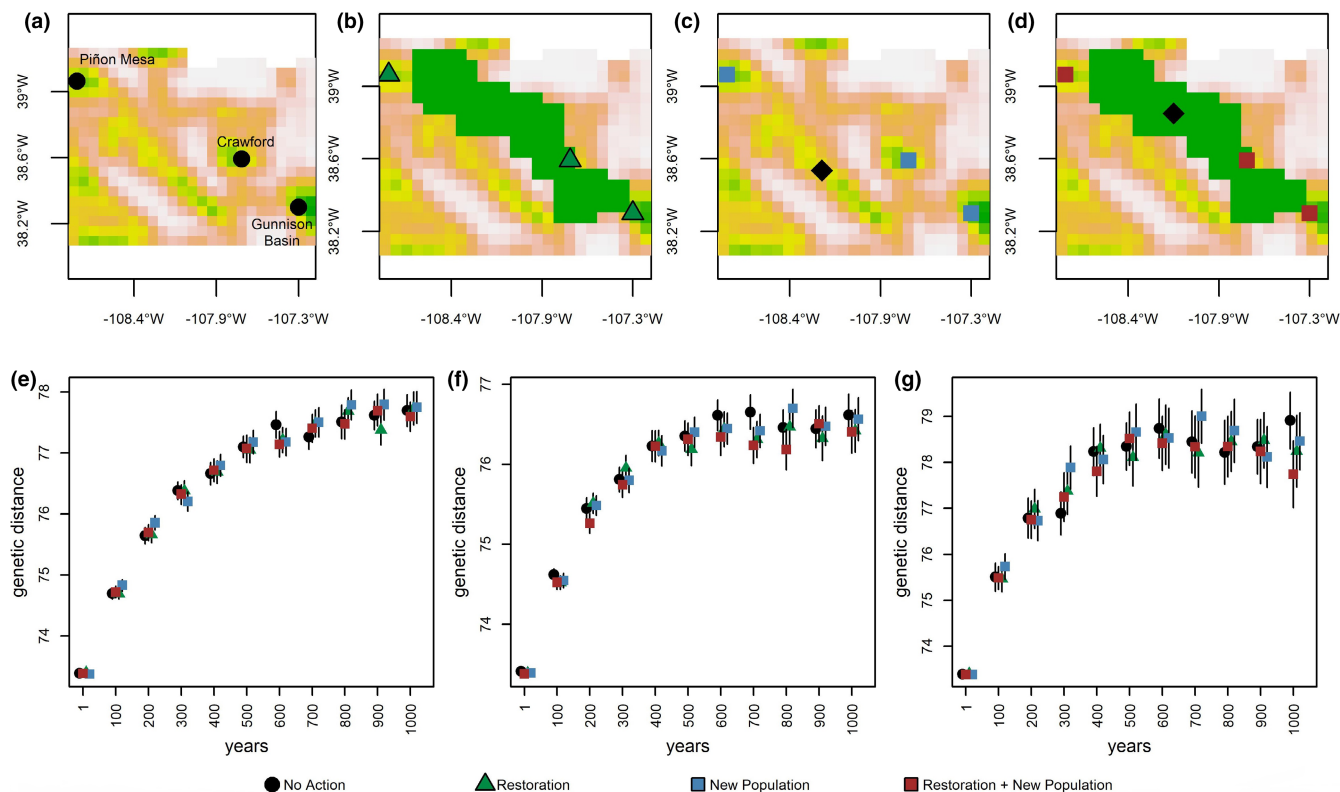 (a)
Piñon Mesa
Crawford
Gunnison
Basin
39°W
38.6°W
38.2°W
-108.4°W
-107.9°W
-107.3°W
(b)
39°W
38.6°W
38.2°W
-108.4°W
-107.9°W
-107.3°W
(c)
39°W
38.6°W
38.2°W
-108.4°W
-107.9°W
-107.3°W
(d)
39°W
38.6°W
38.2°W
-108.4°W
-107.9°W
-107.3°W
(e)
genetic distance
78
77
76
75
74
1
100
200
300
400
500
600
700
800
900
1000
years
(f)
genetic distance
77
76
75
74
1
100
200
300
400
500
600
700
800
900
1000
years
(g)
genetic distance
79
78
77
76
75
74
1
100
200
300
400
500
600
700
800
900
1000
years
No Action
Restoration
New Population
Restoration + New Population